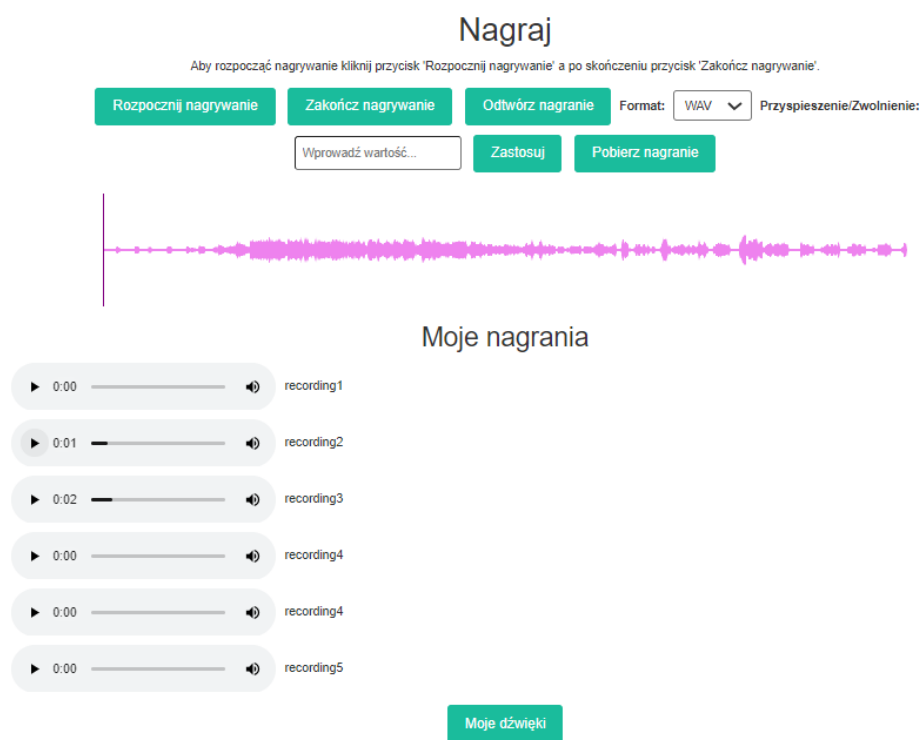 Nagraj
Aby rozpocząć nagrywanie kliknij przycisk 'Rozpocznij nagrywanie' a po skończeniu przycisk 'Zakończ nagrywanie'.
Rozpocznij nagrywanie Zakończ nagrywanie Odtwórz nagranie Format: WAV Przyspieszenie/Zwolnienie:
Wprowadź wartość... Zastosuj Pobierz nagranie
Moje nagrania
0:00 recording1
0:01 recording2
0:02 recording3
0:00 recording4
0:00 recording4
0:00 recording5
Moje dźwięki